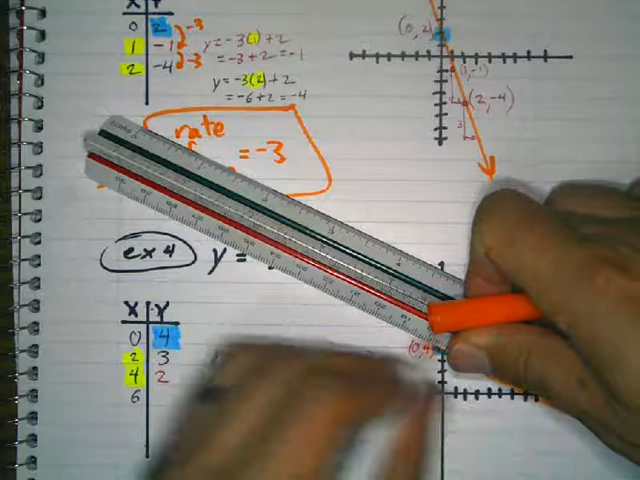 X Y
0 2 -3
1 -1 -3
2 -4
y = -3(1)+2
= -3+2 = -1
y = -3(2)+2
= -6+2 = -4
(0, 2)
(1, -1)
(2, -4)
3
rate
= -3
ex 4 y =
X Y
0 4
2 3
4 2
6
(0,4)